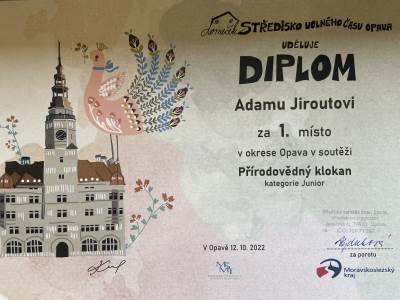 domeček STŘEDISKO VOLNÉHO ČASU OPAVA
UDĚLUJE
DIPLOM
Adamu Jiroutovi
za 1. místo
v okrese Opava v soutěži
Přírodovědný klokan
kategorie Junior
V Opavě 12. 10. 2022
za porotu
Moravskoslezský
kraj